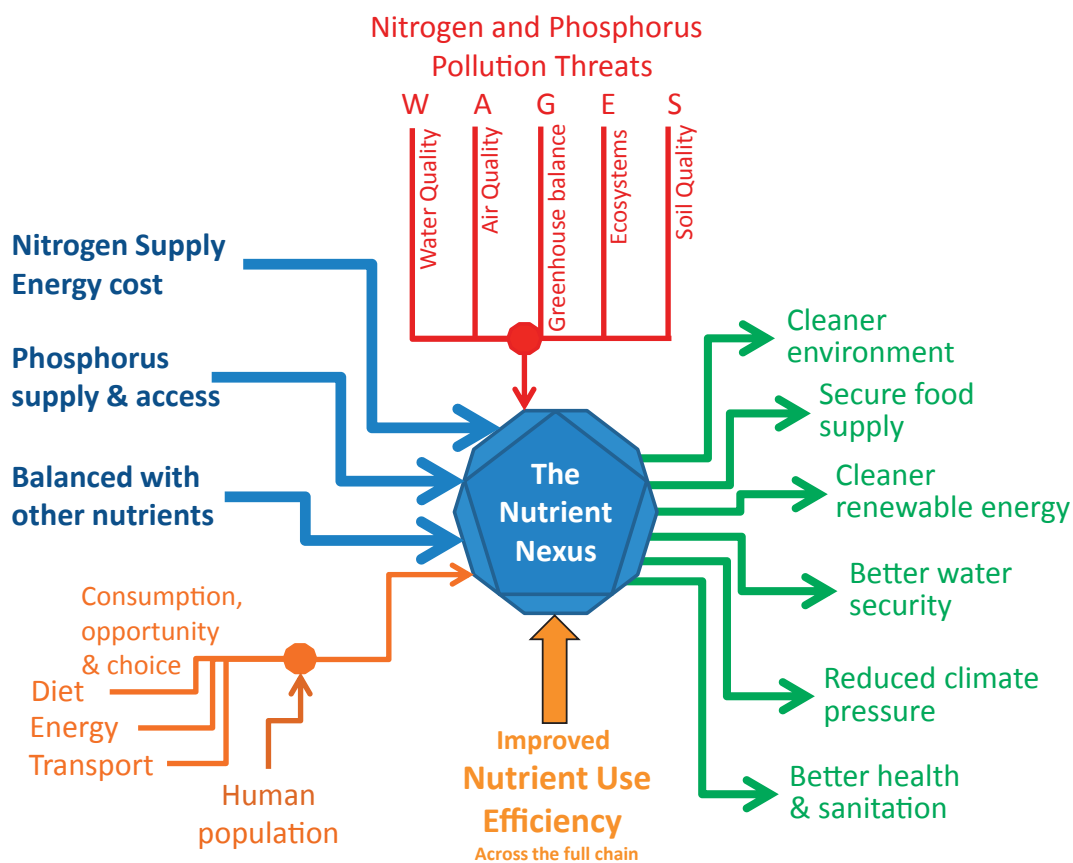 Nitrogen and Phosphorus
Pollution Threats
W A G E S
Water Quality
Air Quality
Greenhouse balance
Ecosystems
Soil Quality
Nitrogen Supply
Energy cost
Phosphorus
supply & access
Balanced with
other nutrients
Consumption,
opportunity
& choice
Diet
Energy
Transport
Human
population
The
Nutrient
Nexus
Improved
Nutrient Use
Efficiency
Across the full chain
Cleaner
environment
Secure food
supply
Cleaner
renewable energy
Better water
security
Reduced climate
pressure
Better health
& sanitation